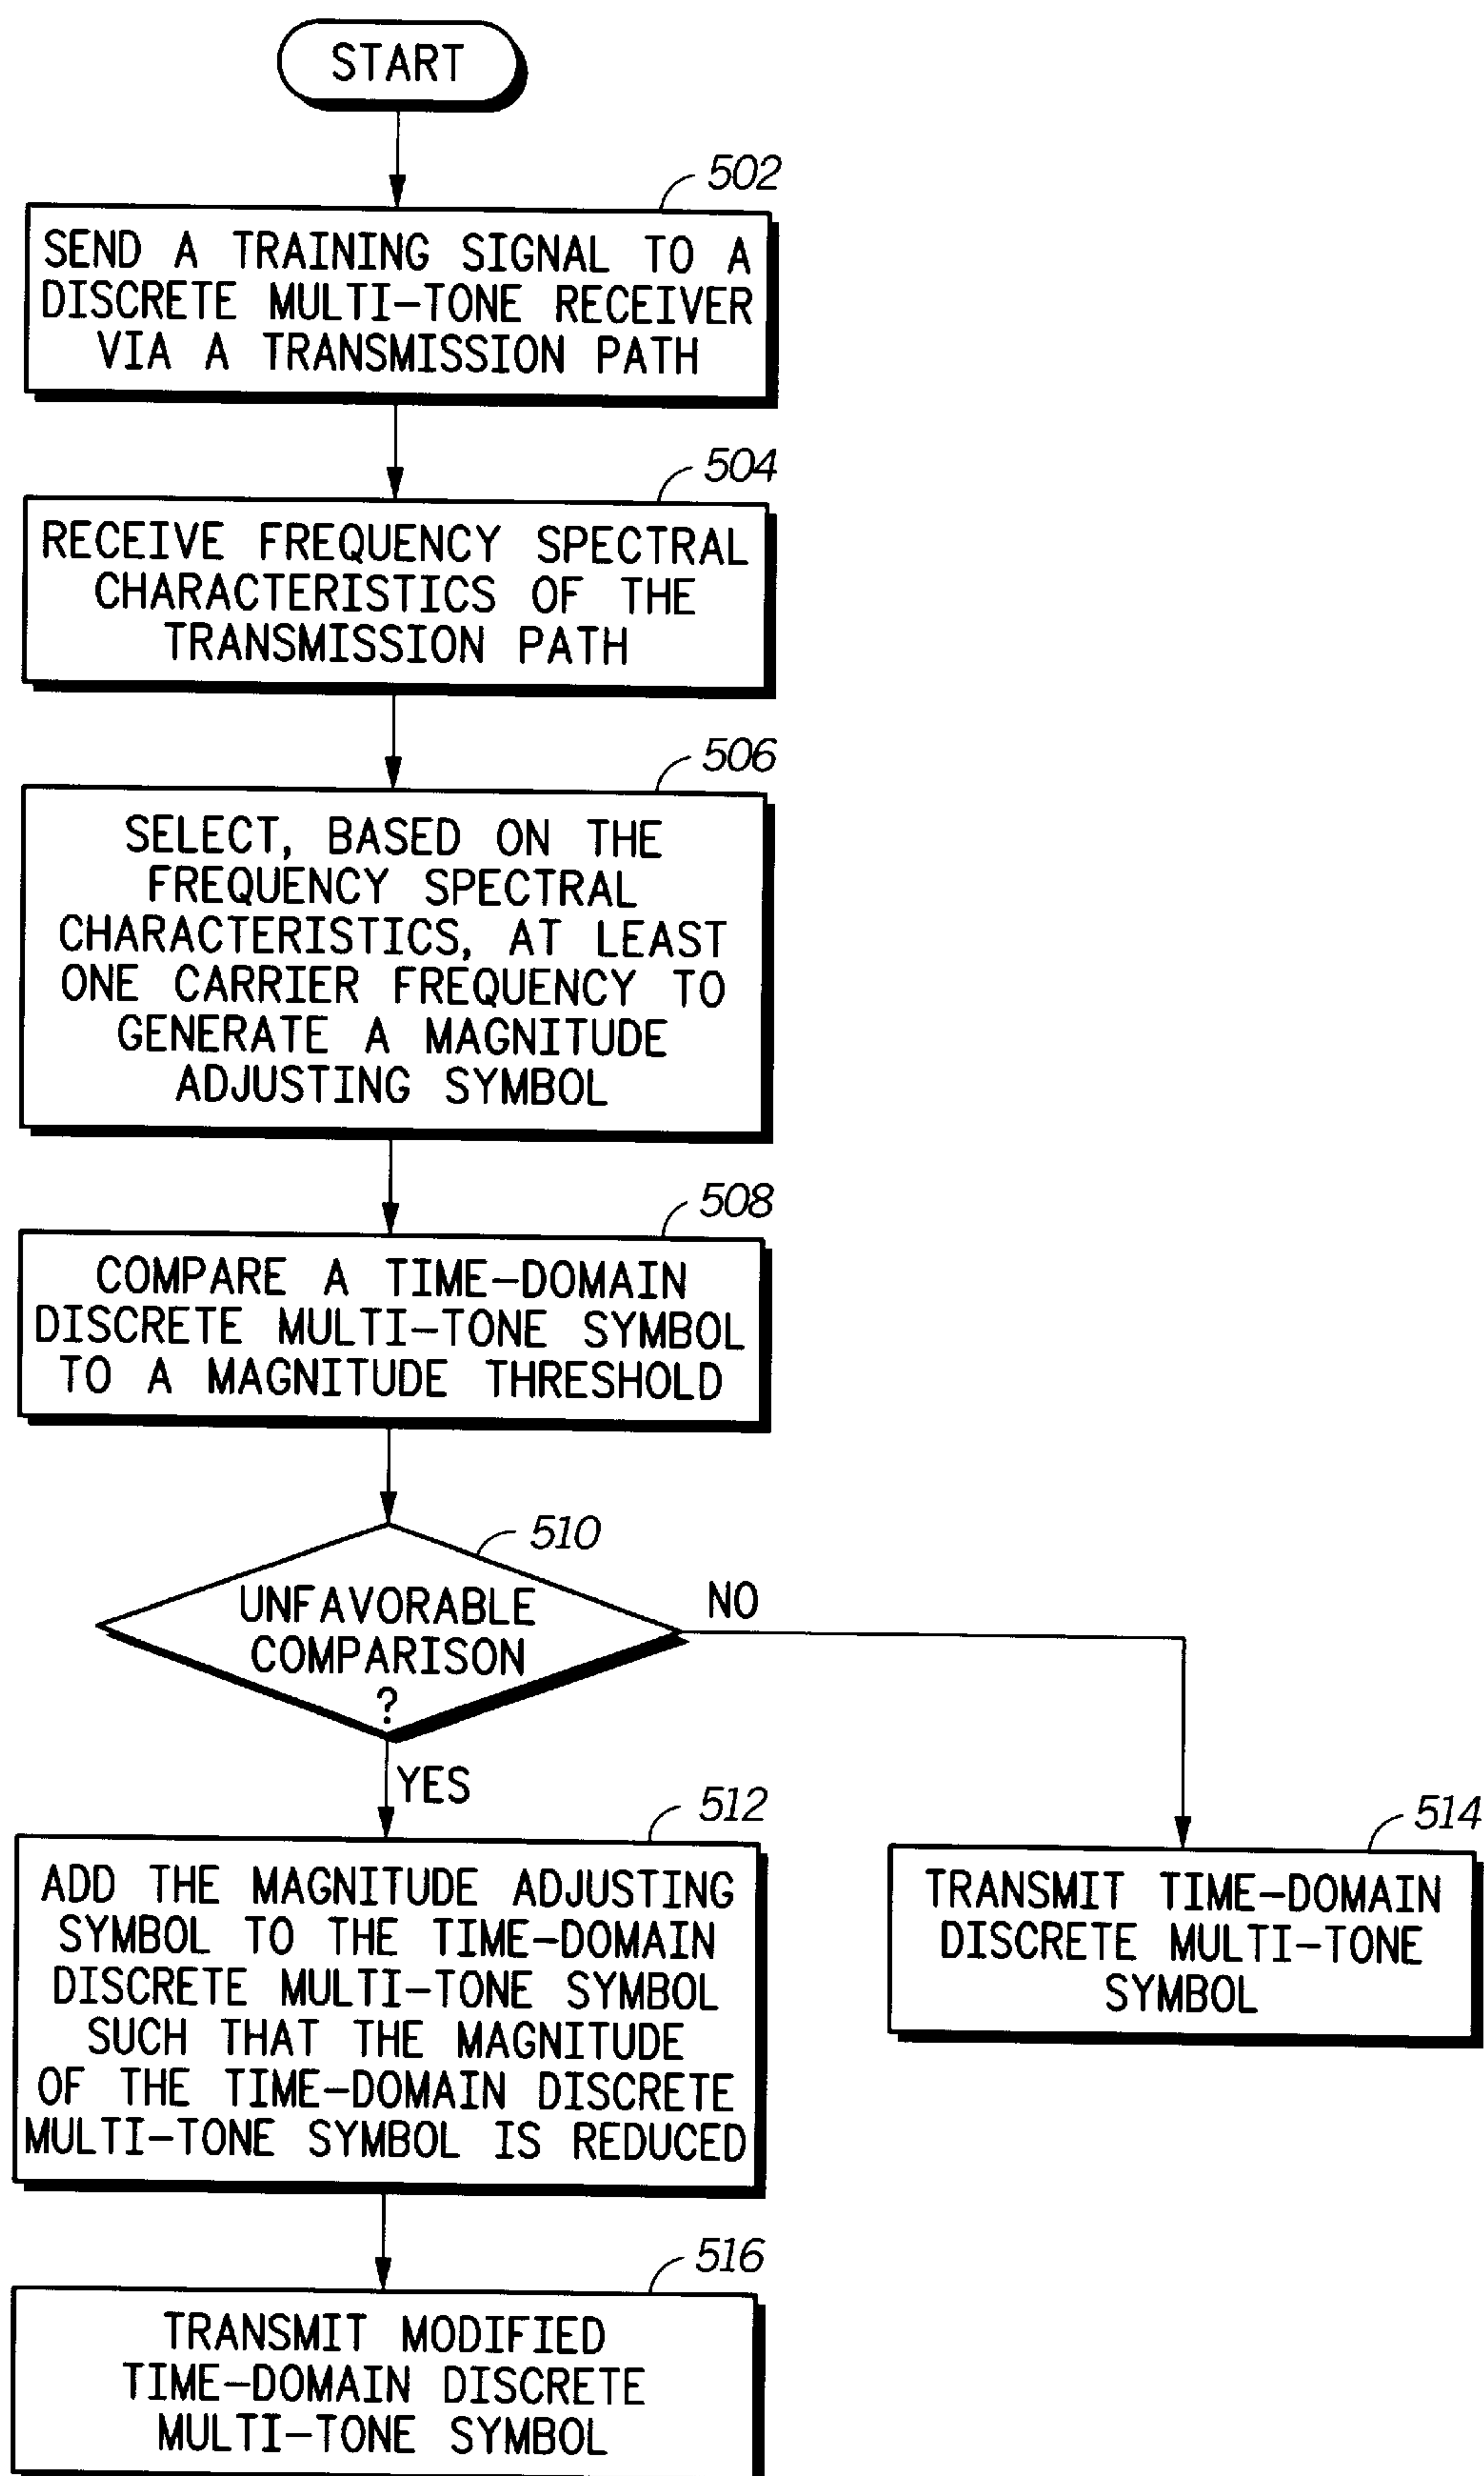 START
502
SEND A TRAINING SIGNAL TO A
DISCRETE MULTI-TONE RECEIVER
VIA A TRANSMISSION PATH
504
RECEIVE FREQUENCY SPECTRAL
CHARACTERISTICS OF THE
TRANSMISSION PATH
506
SELECT, BASED ON THE
FREQUENCY SPECTRAL
CHARACTERISTICS, AT LEAST
ONE CARRIER FREQUENCY TO
GENERATE A MAGNITUDE
ADJUSTING SYMBOL
508
COMPARE A TIME-DOMAIN
DISCRETE MULTI-TONE SYMBOL
TO A MAGNITUDE THRESHOLD
510
UNFAVORABLE
COMPARISON
?
NO
YES
512
ADD THE MAGNITUDE ADJUSTING
SYMBOL TO THE TIME-DOMAIN
DISCRETE MULTI-TONE SYMBOL
SUCH THAT THE MAGNITUDE
OF THE TIME-DOMAIN DISCRETE
MULTI-TONE SYMBOL IS REDUCED
514
TRANSMIT TIME-DOMAIN
DISCRETE MULTI-TONE
SYMBOL
516
TRANSMIT MODIFIED
TIME-DOMAIN DISCRETE
MULTI-TONE SYMBOL